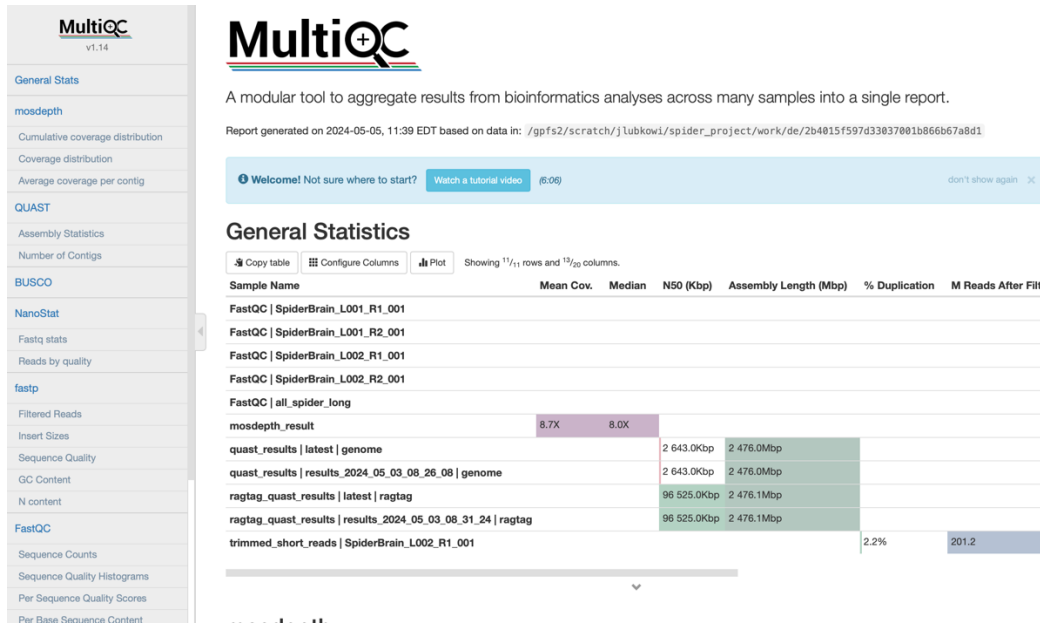 MultiQC
v1.14
General Stats
mosdepth
Cumulative coverage distribution
Coverage distribution
Average coverage per contig
QUAST
Assembly Statistics
Number of Contigs
BUSCO
NanoStat
Fastq stats
Reads by quality
fastp
Filtered Reads
Insert Sizes
Sequence Quality
GC Content
N content
FastQC
Sequence Counts
Sequence Quality Histograms
Per Sequence Quality Scores
Per Base Sequence Content
MultiQC
A modular tool to aggregate results from bioinformatics analyses across many samples into a single report.
Report generated on 2024-05-05, 11:39 EDT based on data in: /gpfs2/scratch/jlubkowi/spider_project/work/de/2b4015f597d33037001b866b67a8d1
Welcome! Not sure where to start? Watch a tutorial video (6:06) don't show again ×
General Statistics
Copy table Configure Columns Plot Showing 11/11 rows and 13/20 columns.
Sample Name Mean Cov. Median N50 (Kbp) Assembly Length (Mbp) % Duplication M Reads After Filt
FastQC | SpiderBrain_L001_R1_001
FastQC | SpiderBrain_L001_R2_001
FastQC | SpiderBrain_L002_R1_001
FastQC | SpiderBrain_L002_R2_001
FastQC | all_spider_long
mosdepth_result 8.7X 8.0X
quast_results | latest | genome 2 643.0Kbp 2 476.0Mbp
quast_results | results_2024_05_03_08_26_08 | genome 2 643.0Kbp 2 476.0Mbp
ragtag_quast_results | latest | ragtag 96 525.0Kbp 2 476.1Mbp
ragtag_quast_results | results_2024_05_03_08_31_24 | ragtag 96 525.0Kbp 2 476.1Mbp
trimmed_short_reads | SpiderBrain_L002_R1_001 2.2% 201.2